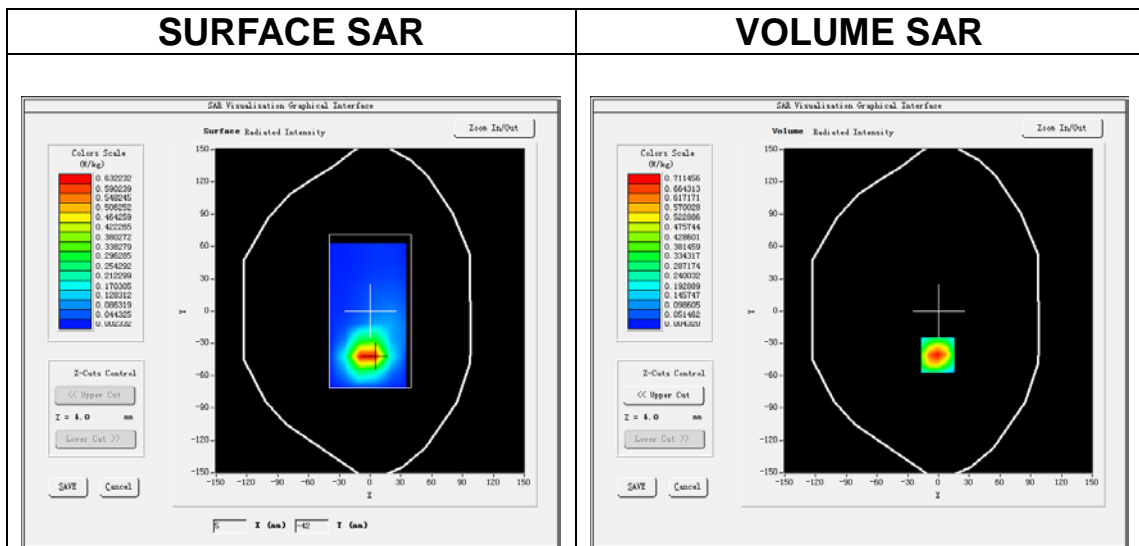 SURFACE SAR
VOLUME SAR
SAR Visualisation Graphical Interface
Surface Radiated Intensity
Zoom In/Out
Colors Scale
(W/kg)
0.632232
0.590239
0.548245
0.506252
0.464259
0.422265
0.380272
0.338279
0.296285
0.254292
0.212299
0.170305
0.128312
0.086319
0.044325
0.002332
150
120
90
60
30
0
-30
-60
-90
-120
-150
Y
-150 -120 -90 -60 -30 0 30 60 90 120 150
X
Z-Cuts Control
<< Upper Cut
Z = 4.0 mm
Lower Cut >>
SAVE Cancel
5 X (mm) -42 Y (mm)
SAR Visualisation Graphical Interface
Volume Radiated Intensity
Zoom In/Out
Colors Scale
(W/kg)
0.711456
0.664313
0.617171
0.570028
0.522886
0.475744
0.428601
0.381459
0.334317
0.287174
0.240032
0.192889
0.145747
0.098605
0.051462
0.004320
150
120
90
60
30
0
-30
-60
-90
-120
-150
Y
-150 -120 -90 -60 -30 0 30 60 90 120 150
X
Z-Cuts Control
<< Upper Cut
Z = 4.0 mm
Lower Cut >>
SAVE Cancel